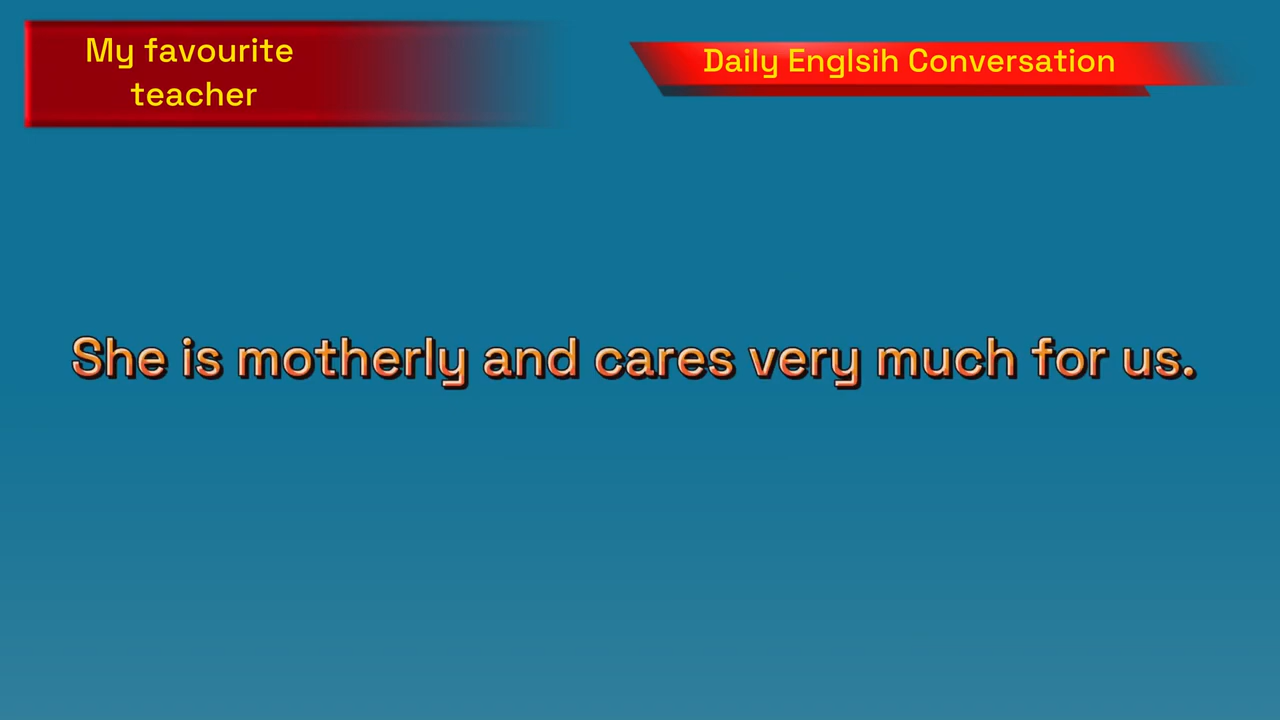 My favourite
teacher
Daily Englsih Conversation
She is motherly and cares very much for us.